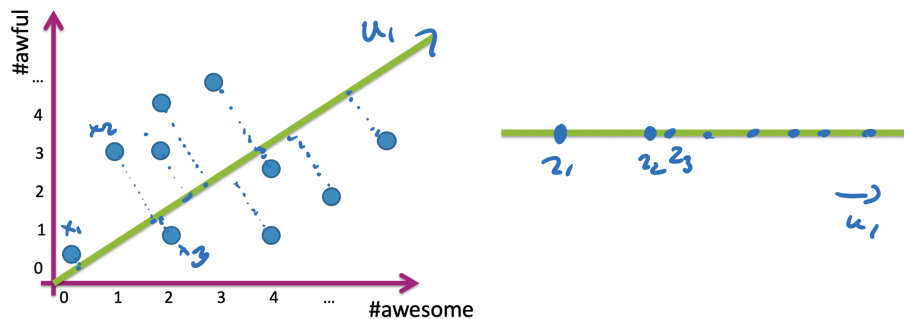 #awful
...
4
3
2
1
0
0 1 2 3 4 ...
#awesome
u₁
x₂
x₁
x₃
z₁ z₂ z₃
u₁